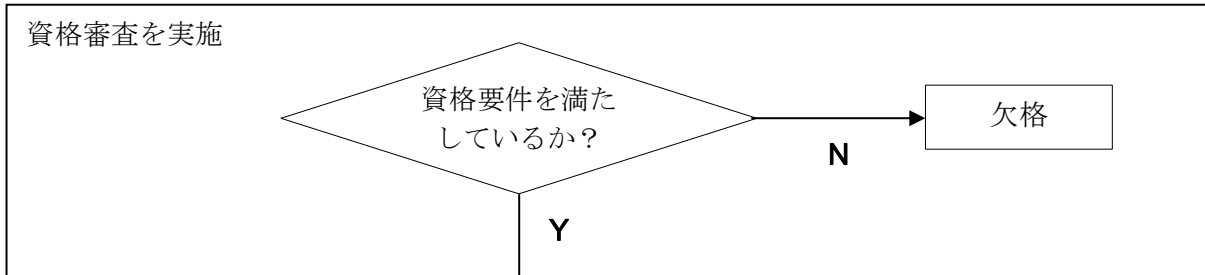 資格審査を実施
資格要件を満た
しているか？
欠格
N
Y